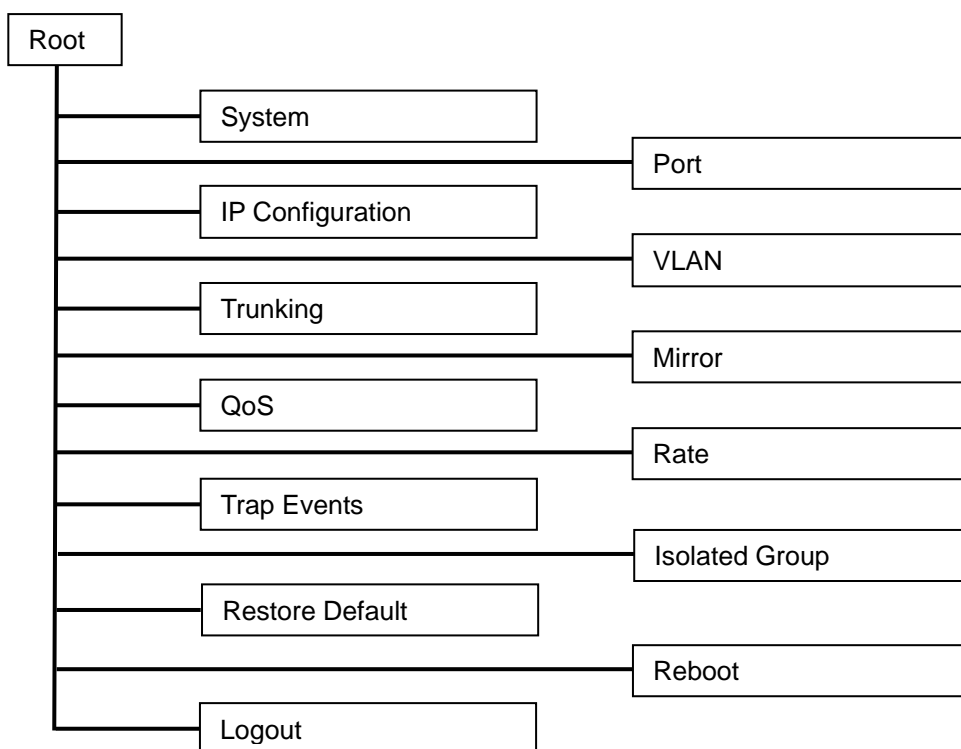 Root
System
Port
IP Configuration
VLAN
Trunking
Mirror
QoS
Rate
Trap Events
Isolated Group
Restore Default
Reboot
Logout